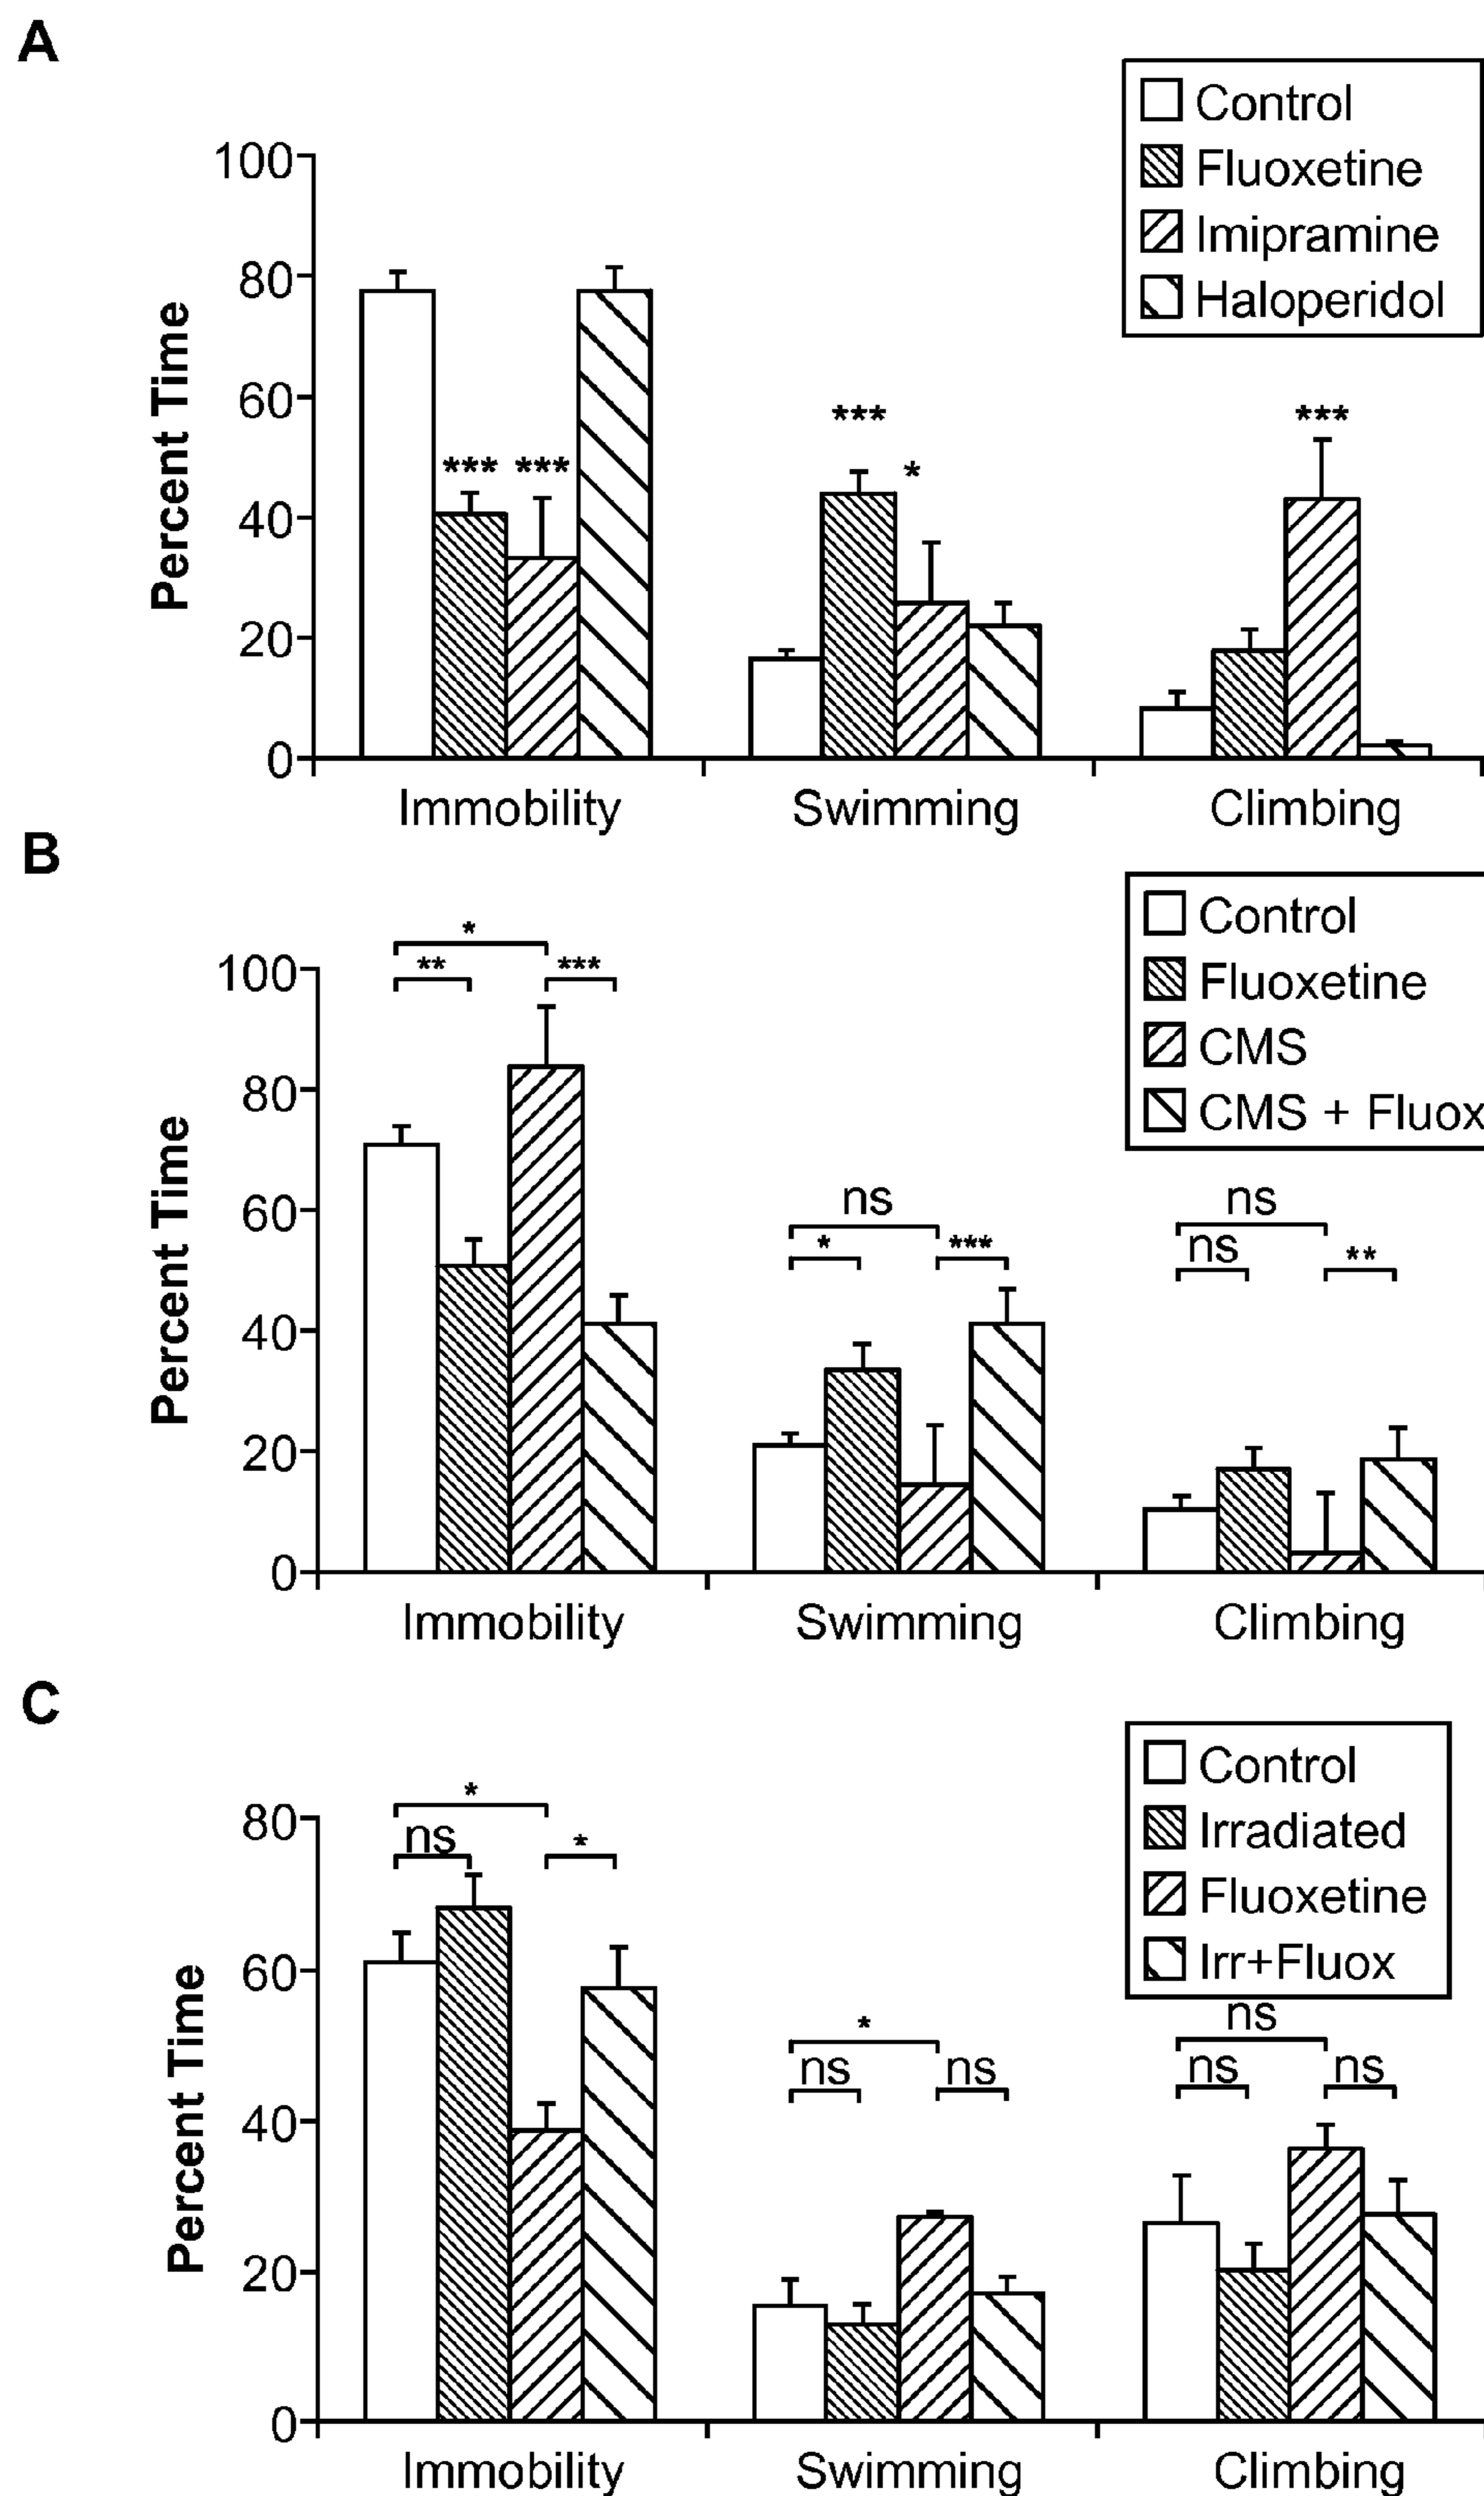 A
Control
Fluoxetine
Imipramine
Haloperidol
100
80
60
40
20
0
Percent Time
*** ***
*** *
***
Immobility Swimming Climbing
B
Control
Fluoxetine
CMS
CMS + Fluox
100
80
60
40
20
0
Percent Time
*
** ***
ns
* ***
ns
ns **
Immobility Swimming Climbing
C
Control
Irradiated
Fluoxetine
Irr+Fluox
80
60
40
20
0
Percent Time
*
ns *
*
ns ns
ns
ns ns
Immobility Swimming Climbing